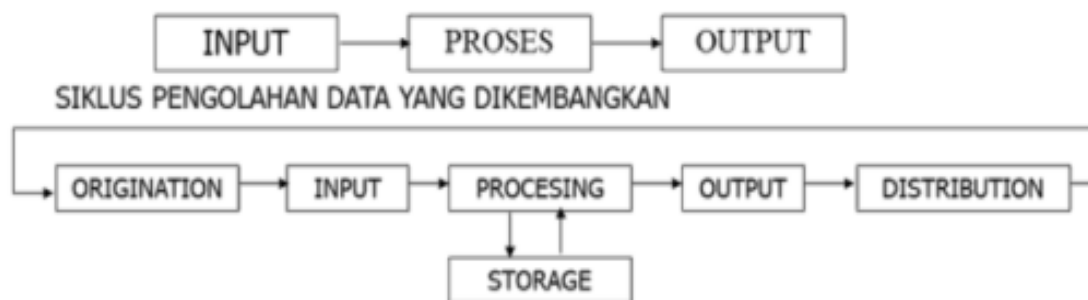 INPUT PROSES OUTPUT
SIKLUS PENGOLAHAN DATA YANG DIKEMBANGKAN
ORIGINATION INPUT PROCESING OUTPUT DISTRIBUTION
STORAGE